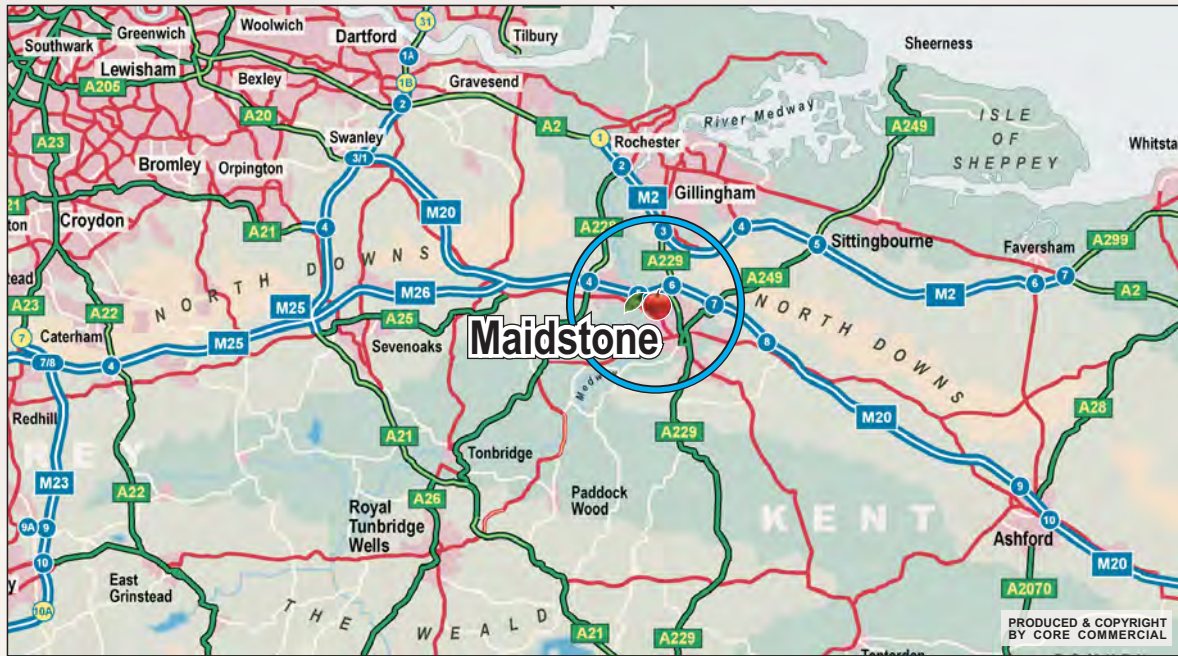 Greenwich
Woolwich
31
Southwark
Dartford
Tilbury
Sheerness
1A
Lewisham
Bexley
1B
Gravesend
A205
2
River Medway
A20
A2
1
A249
ISLE
OF
SHEPPEY
A23
Swanley
Rochester
Whitsta
3/1
2
Bromley
Orpington
Gillingham
M2
21
M20
ton
Croydon
A21
4
A228
3
4
5
Sittingbourne
Faversham
A299
NORTH DOWNS
A229
A249
7
tead
M26
4
6
M2
6
A2
A23
A22
M25
7
NORTH DOWNS
7
Caterham
M25
A25
Sevenoaks
Maidstone
8
7/8
4
Medway
Redhill
A28
M20
REY
A21
Tonbridge
A229
M23
A22
A26
Paddock
Wood
9
9A
9
Royal
Tunbridge
Wells
KENT
10
Ashford
10
M20
y
East
Grinstead
A2070
10A
THE WEALD
A21
A229
PRODUCED & COPYRIGHT
BY CORE COMMERCIAL